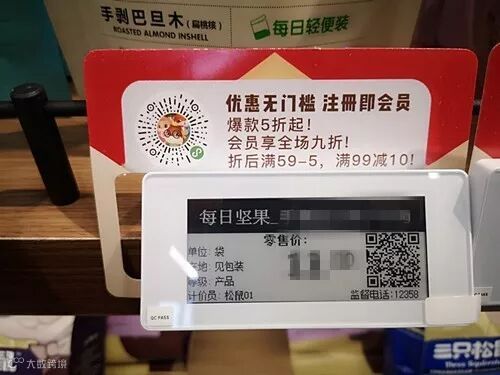 手剥巴旦木（扁桃核）
ROASTED ALMOND INSHELL
每日轻便装
优惠无门槛 注册即会员
爆款5折起！
会员享全场九折！
折后满59-5，满99减10！
每日坚果_
零售价：
单位：袋
产地：见包装
等级：产品
计价员：松鼠01
监督电话：12358
QC PASS
三只松
Three Squirrels
大数跨境